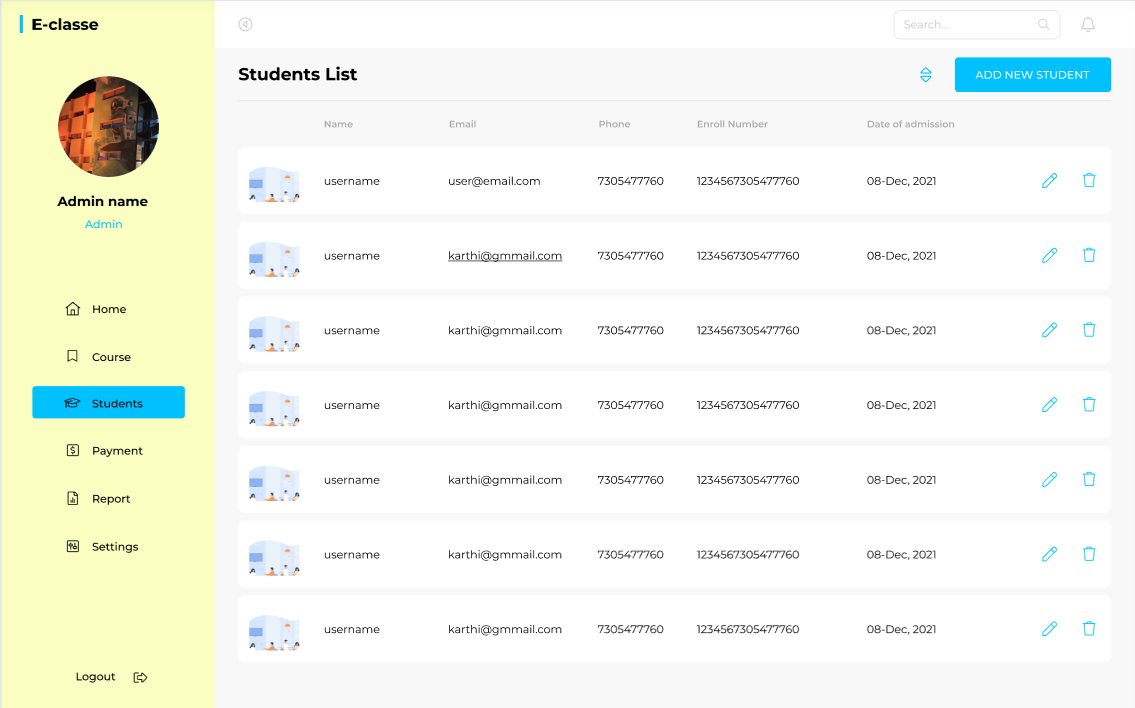 E-classe
Search...
Students List
ADD NEW STUDENT
Name Email Phone Enroll Number Date of admission
username user@email.com 7305477760 1234567305477760 08-Dec, 2021
username karthi@gmmail.com 7305477760 1234567305477760 08-Dec, 2021
username karthi@gmmail.com 7305477760 1234567305477760 08-Dec, 2021
username karthi@gmmail.com 7305477760 1234567305477760 08-Dec, 2021
username karthi@gmmail.com 7305477760 1234567305477760 08-Dec, 2021
username karthi@gmmail.com 7305477760 1234567305477760 08-Dec, 2021
username karthi@gmmail.com 7305477760 1234567305477760 08-Dec, 2021
Admin name
Admin
Home
Course
Students
Payment
Report
Settings
Logout